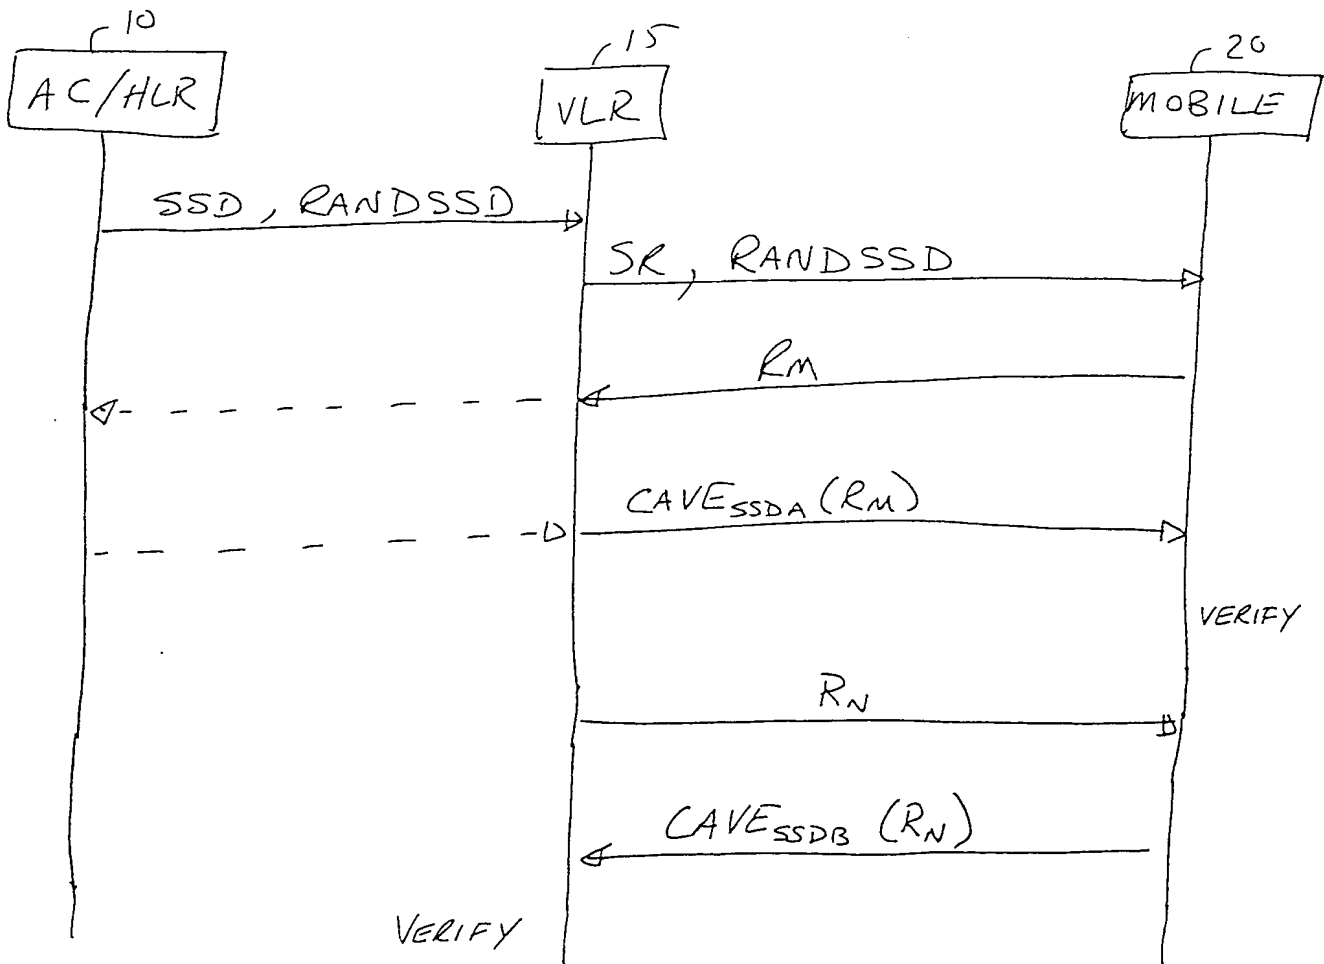 10
15
20
AC/HLR
VLR
MOBILE
SSD, RANDSSD
SR, RANDSSD
RM
CAVESSDA (RM)
VERIFY
RN
CAVESSDB (RN)
VERIFY